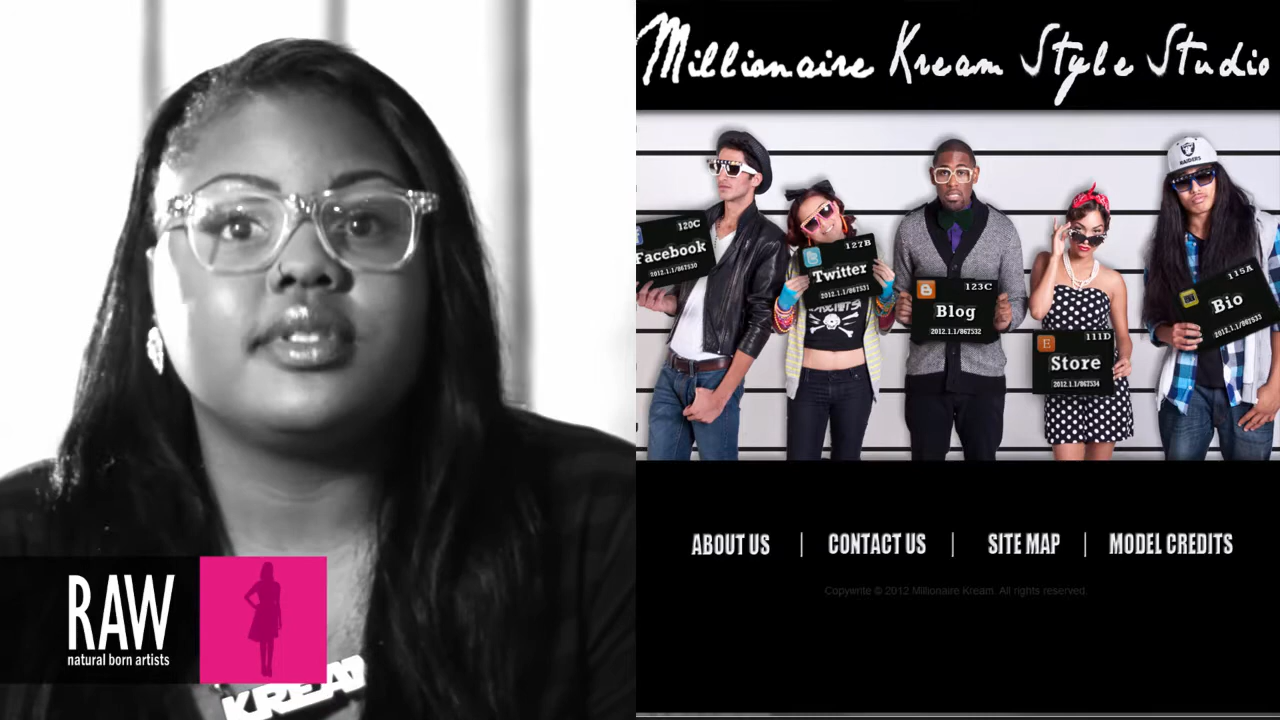 RAW
natural born artists
KREA
Millionaire Kream Style Studio
120C
Facebook
2012.1.1/067530
127B
Twitter
2012.1.1/067531
123C
Blog
2012.1.1/067532
111D
Store
2012.1.1/067534
RAIDERS
115A
Bio
2012.1.1/067533
ABOUT US | CONTACT US | SITE MAP | MODEL CREDITS
Copywrite © 2012 Millionaire Kream. All rights reserved.